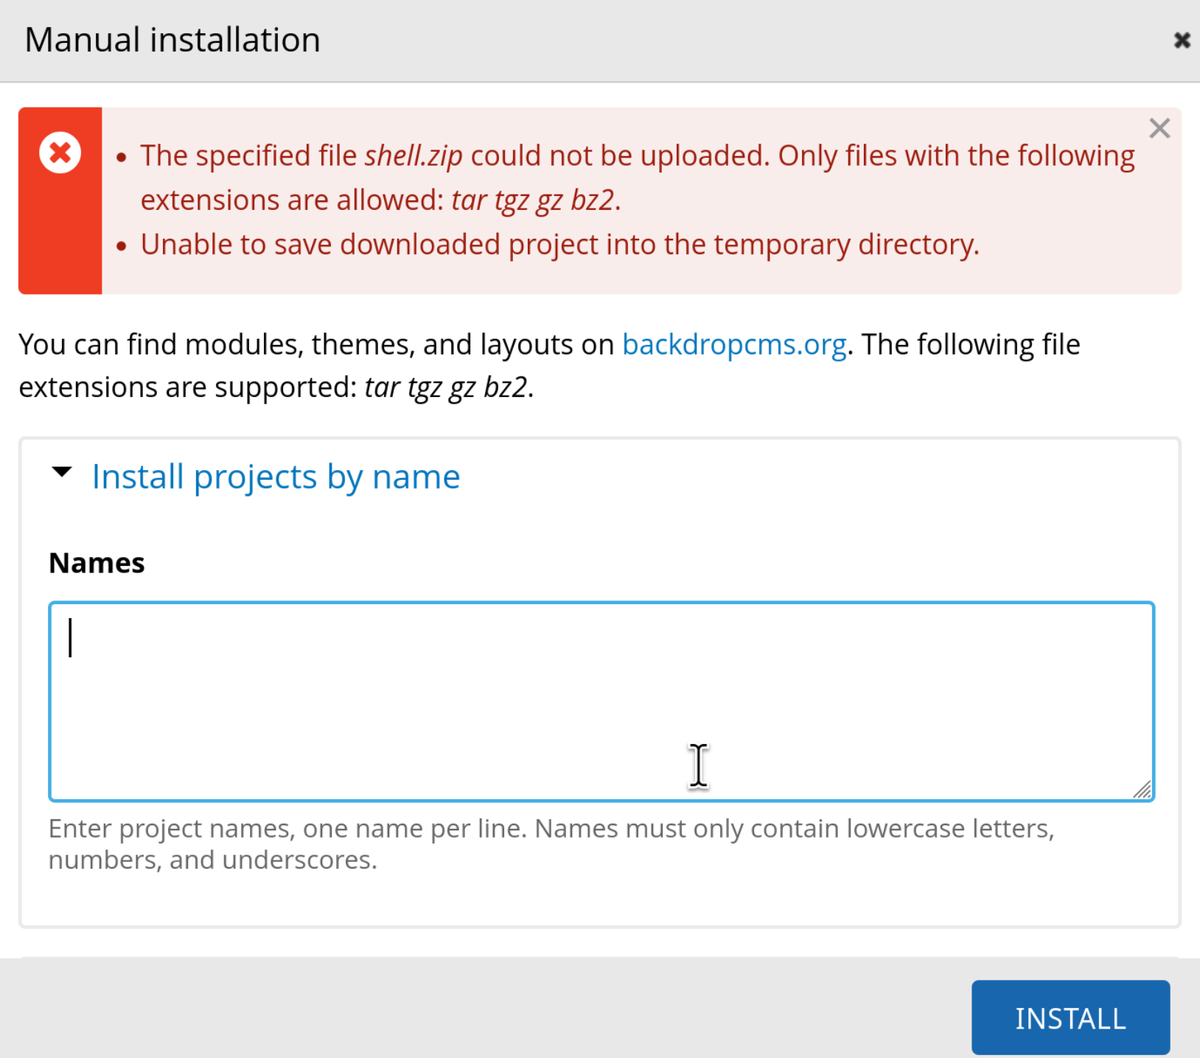 Manual installation
The specified file shell.zip could not be uploaded. Only files with the following
extensions are allowed: tar tgz gz bz2.
Unable to save downloaded project into the temporary directory.
You can find modules, themes, and layouts on backdropcms.org. The following file
extensions are supported: tar tgz gz bz2.
Install projects by name
Names
Enter project names, one name per line. Names must only contain lowercase letters,
numbers, and underscores.
INSTALL